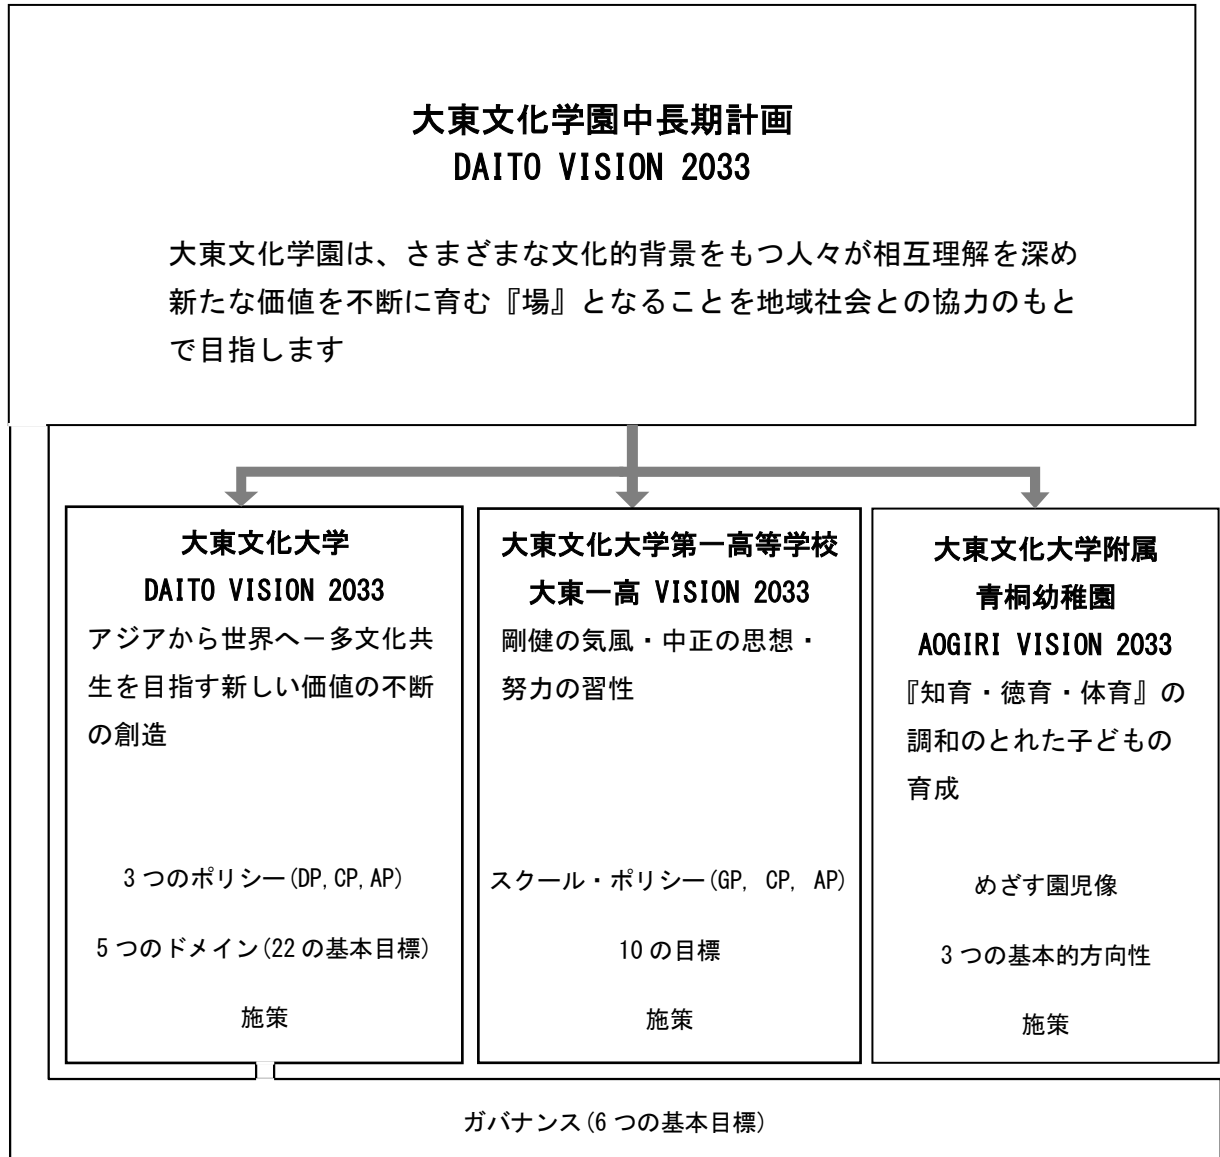 大東文化学園中長期計画
DAITO VISION 2033
大東文化学園は、さまざまな文化的背景をもつ人々が相互理解を深め
新たな価値を不断に育む『場』となることを地域社会との協力のもと
で目指します
大東文化大学
DAITO VISION 2033
アジアから世界へ－多文化共
生を目指す新しい価値の不断
の創造
3 つのポリシー(DP,CP,AP)
5 つのドメイン(22 の基本目標)
施策
大東文化大学第一高等学校
大東一高 VISION 2033
剛健の気風・中正の思想・
努力の習性
スクール・ポリシー(GP, CP, AP)
10 の目標
施策
大東文化大学附属
青桐幼稚園
AOGIRI VISION 2033
『知育・徳育・体育』の
調和のとれた子どもの
育成
めざす園児像
3 つの基本的方向性
施策
ガバナンス(6 つの基本目標)